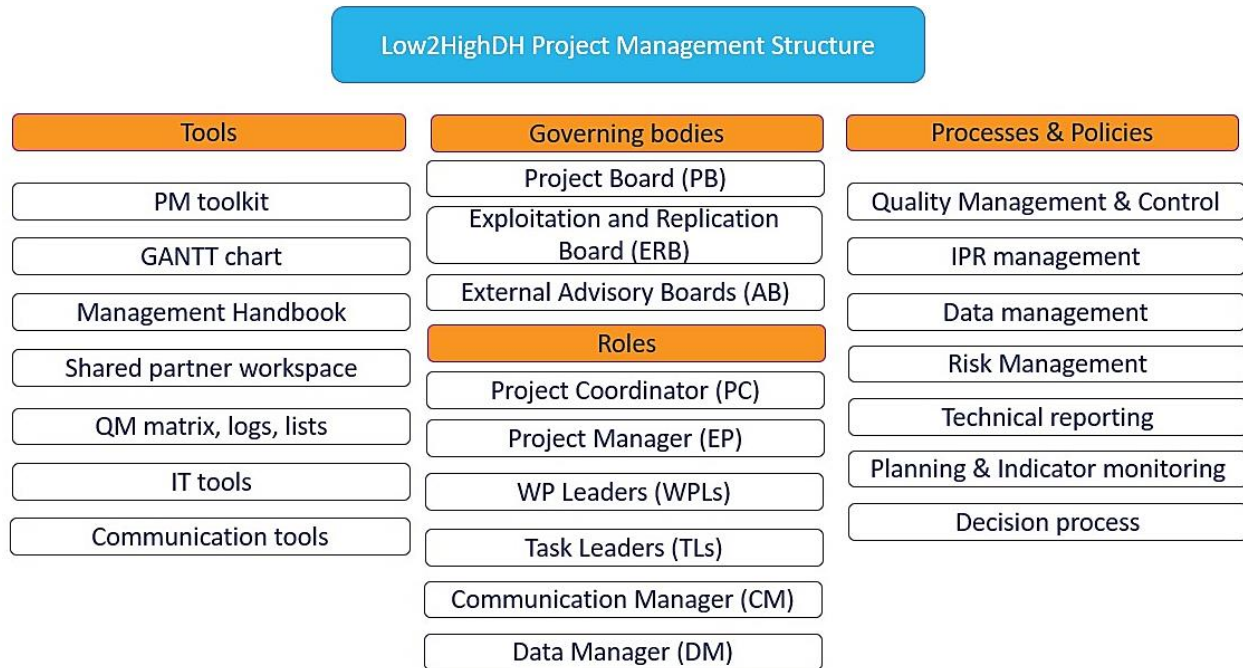 Low2HighDH Project Management Structure
Tools
PM toolkit
GANTT chart
Management Handbook
Shared partner workspace
QM matrix, logs, lists
IT tools
Communication tools
Governing bodies
Project Board (PB)
Exploitation and Replication
Board (ERB)
External Advisory Boards (AB)
Roles
Project Coordinator (PC)
Project Manager (EP)
WP Leaders (WPLs)
Task Leaders (TLs)
Communication Manager (CM)
Data Manager (DM)
Processes & Policies
Quality Management & Control
IPR management
Data management
Risk Management
Technical reporting
Planning & Indicator monitoring
Decision process